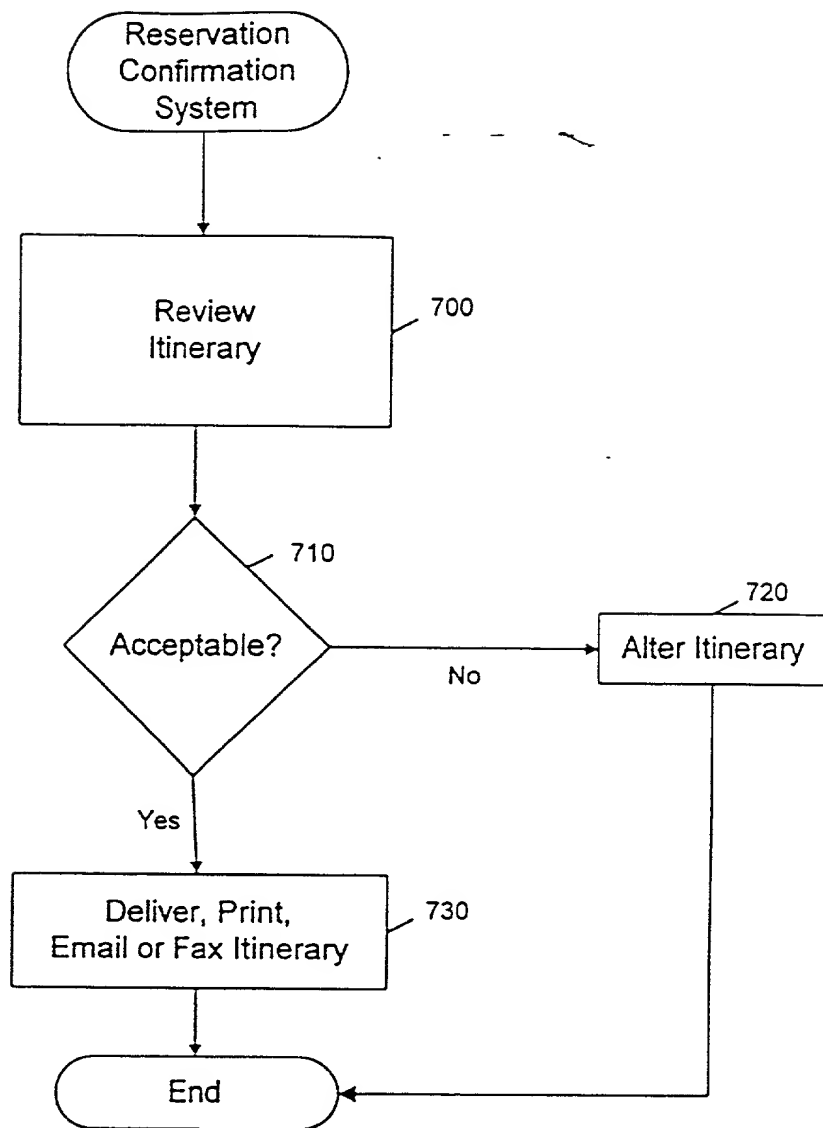 Reservation
Confirmation
System
Review
Itinerary
700
710
Acceptable?
No
720
Alter Itinerary
Yes
Deliver, Print,
Email or Fax Itinerary
730
End